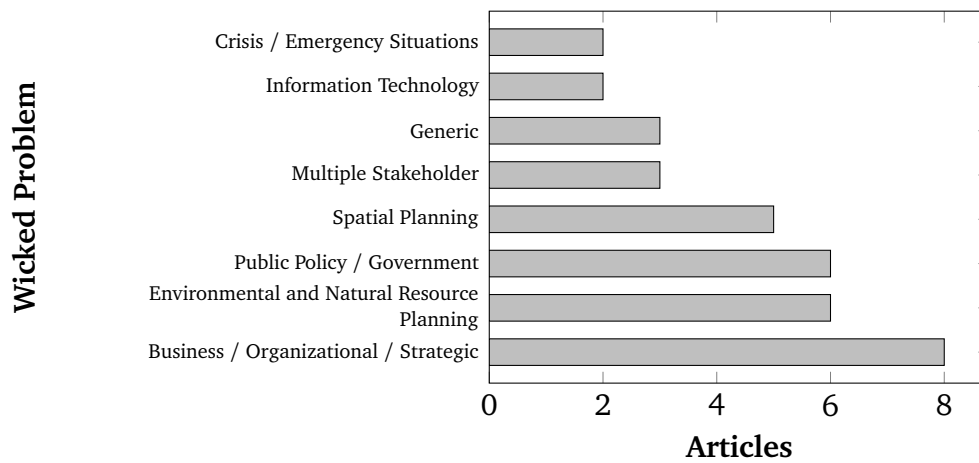 Crisis / Emergency Situations
Information Technology
Generic
Multiple Stakeholder
Spatial Planning
Public Policy / Government
Environmental and Natural Resource
Planning
Business / Organizational / Strategic
Wicked Problem
0 2 4 6 8
Articles